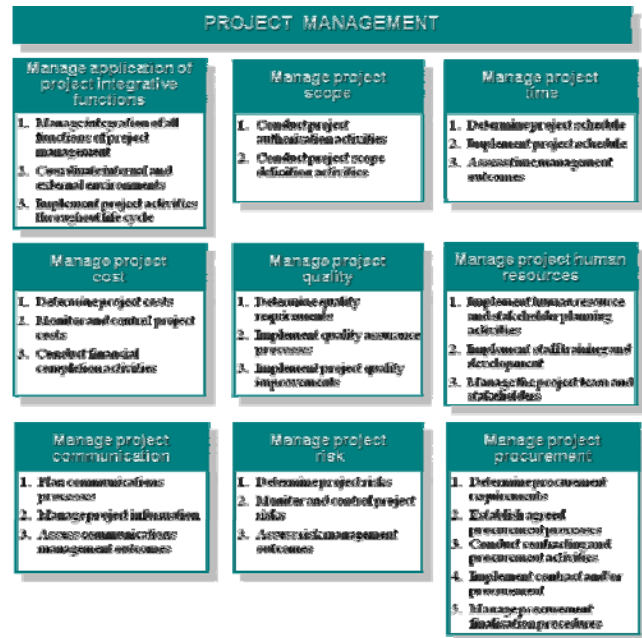 PROJECT MANAGEMENT
Manage application of
project integrative
functions
1. Manage integration of all
functions of project
management
2. Coordinate internal and
external environments
3. Implement project activities
throughout life cycle
Manage project
scope
1. Conduct project
authorisation activities
2. Conduct project scope
definition activities
Manage project
time
1. Determine project schedule
2. Implement project schedule
3. Assess time management
outcomes
Manage project
cost
1. Determine project costs
2. Monitor and control project
costs
3. Conduct financial
completion activities
Manage project
quality
1. Determine quality
requirements
2. Implement quality assurance
processes
3. Implement project quality
improvements
Manage project human
resources
1. Implement human resource
and stakeholder planning
activities
2. Implement staff training and
development
3. Manage the project team and
stakeholders
Manage project
communication
1. Plan communications
processes
2. Manage project information
3. Assess communications
management outcomes
Manage project
risk
1. Determine project risks
2. Monitor and control project
risks
3. Assess risk management
outcomes
Manage project
procurement
1. Determine procurement
requirements
2. Establish agreed
procurement processes
3. Conduct contracting and
procurement activities
4. Implement contract and/or
procurement
5. Manage procurement
finalisation procedures